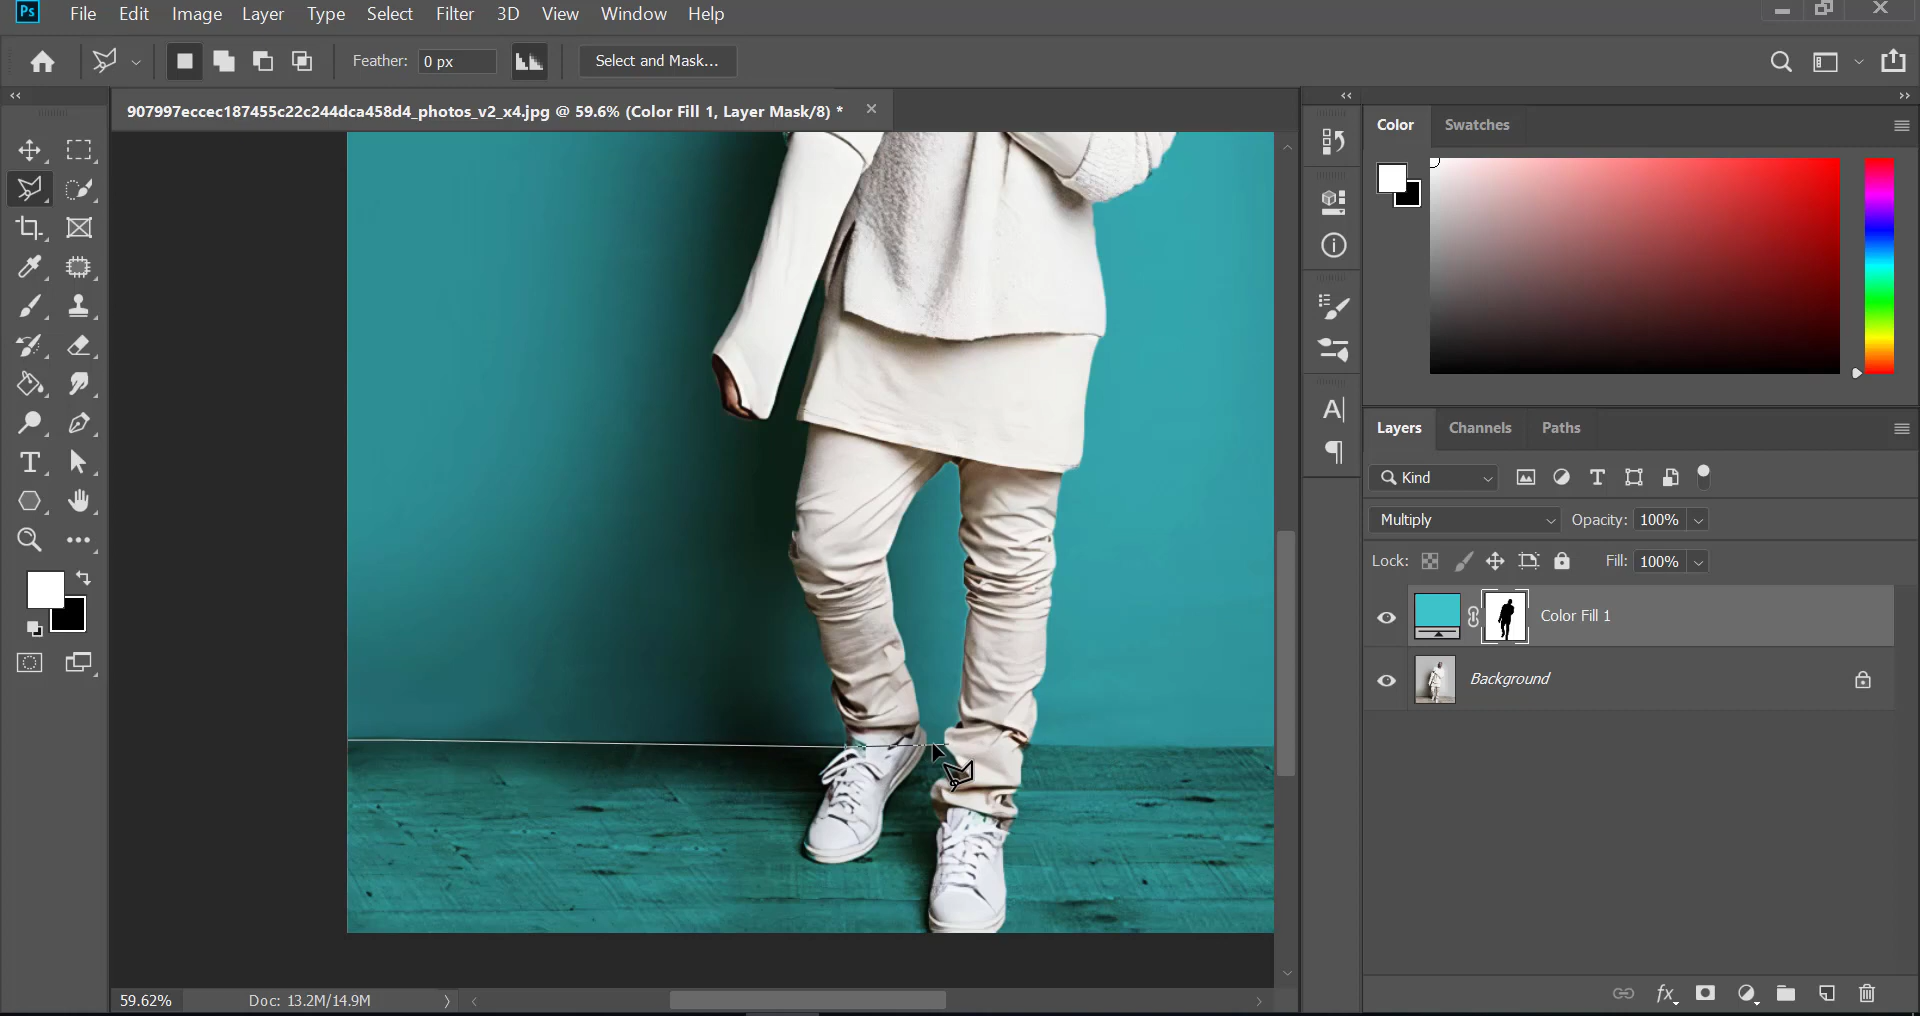 Ps File Edit Image Layer Type Select Filter 3D View Window Help
Feather: 0 px Select and Mask...
907997eccec187455c22c244dca458d4_photos_v2_x4.jpg @ 59.6% (Color Fill 1, Layer Mask/8) *
Color Swatches
Layers Channels Paths
Kind
Multiply Opacity: 100%
Lock: Fill: 100%
Color Fill 1
Background
59.62% Doc: 13.2M/14.9M
fx